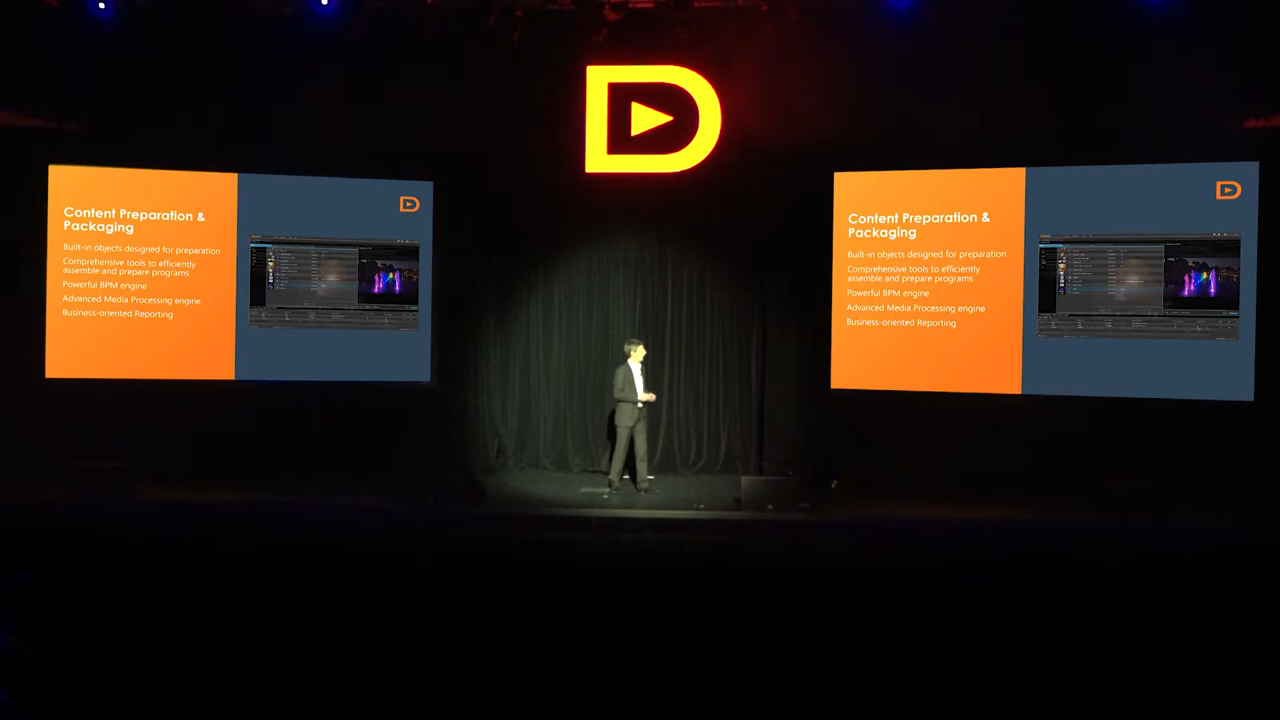 Content Preparation &
Packaging
Built-in objects designed for preparation
Comprehensive tools to efficiently
assemble and prepare programs
Powerful BPM engine
Advanced Media Processing engine
Business-oriented Reporting
D
Content Preparation &
Packaging
Built-in objects designed for preparation
Comprehensive tools to efficiently
assemble and prepare programs
Powerful BPM engine
Advanced Media Processing engine
Business-oriented Reporting